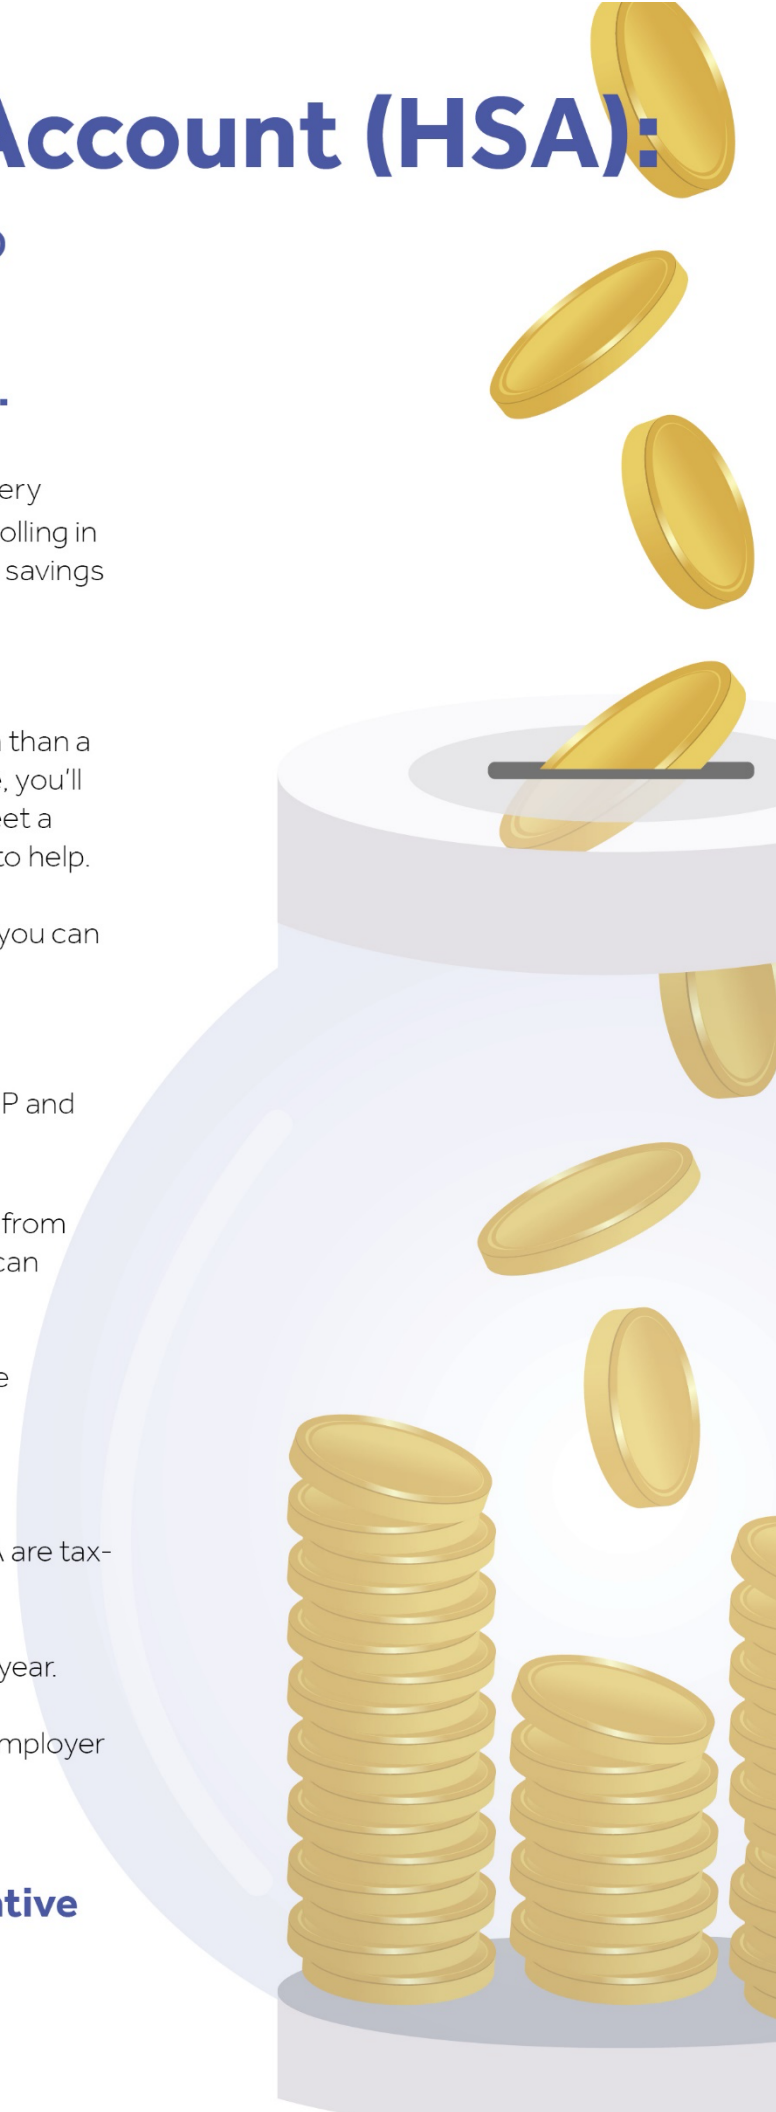 Account (HSA):
ery
olling in
savings
than a
, you'll
et a
to help.
you can
P and
from
can
e
are tax-
year.
mployer
tive